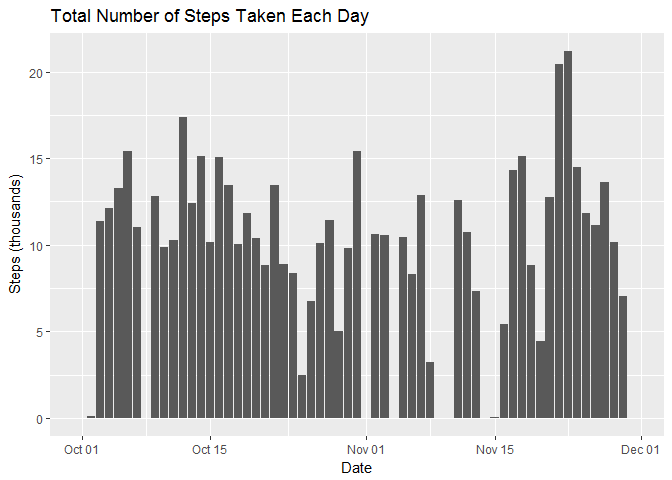 Total Number of Steps Taken Each Day
Steps (thousands)
20
15
10
5
0
Oct 01 Oct 15 Nov 01 Nov 15 Dec 01
Date